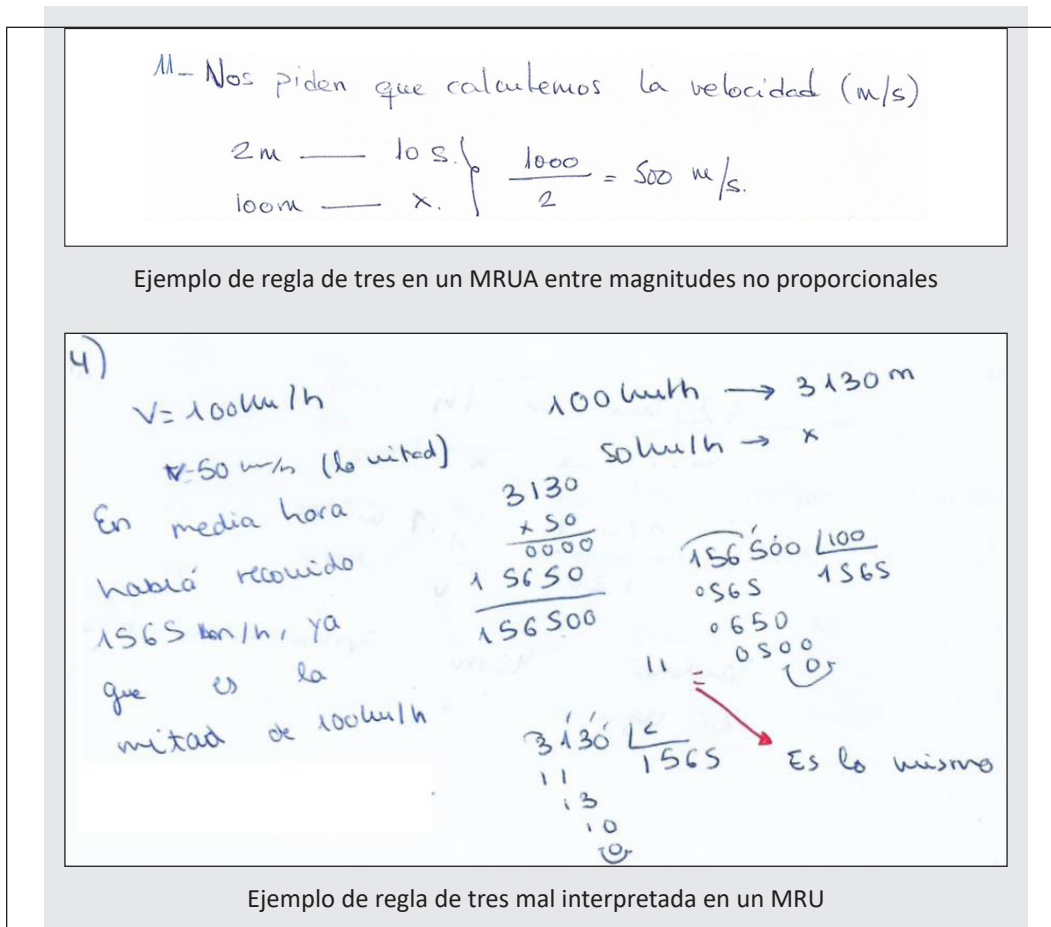 11- Nos piden que calculemos la velocidad (m/s)
2m — 10 s.
100m — x.
1000
2
= 500 m/s.
Ejemplo de regla de tres en un MRUA entre magnitudes no proporcionales
4)
V= 100 km/h
V=50 km/h (la mitad)
En media hora
habrá recorrido
1565 km/h, ya
que es la
mitad de 100km/h
100 km/h → 3130 m
50 km/h → x
3130
x 50
0000
15650
156500
156500 100
0565 1565
0650
0500
0
11 =
Es lo mismo
3130 2
11 1565
13
10
0
Ejemplo de regla de tres mal interpretada en un MRU